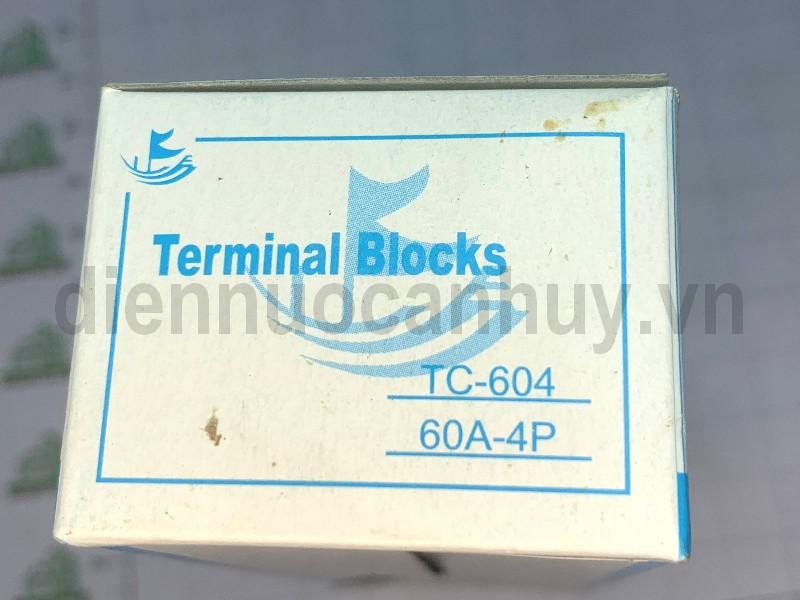 Terminal Blocks
diennuocanhuy.vn
TC-604
60A-4P